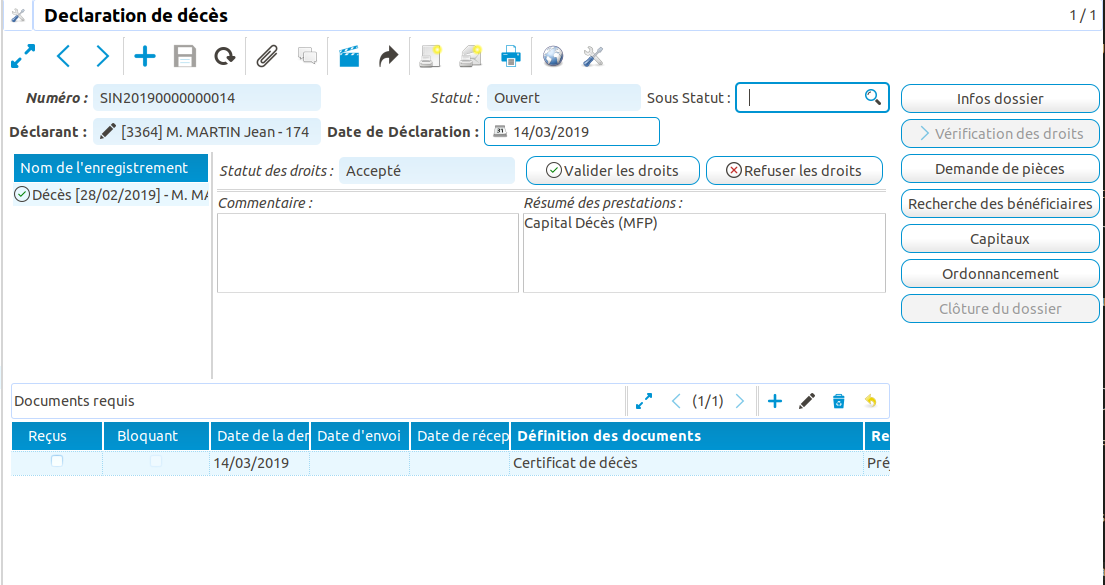 Declaration de décès
1 / 1
Numéro : SIN20190000000014 Statut : Ouvert Sous Statut :
Infos dossier
Déclarant : [3364] M. MARTIN Jean - 174 Date de Déclaration : 31 14/03/2019
Vérification des droits
Nom de l'enregistrement
Statut des droits : Accepté Valider les droits Refuser les droits
Demande de pièces
Décès [28/02/2019] - M. MA
Commentaire : Résumé des prestations :
Recherche des bénéficiaires
Capital Décès (MFP)
Capitaux
Ordonnancement
Clôture du dossier
Documents requis (1/1)
Reçus Bloquant Date de la der Date d'envoi Date de récep Définition des documents Re
14/03/2019 Certificat de décès Pré